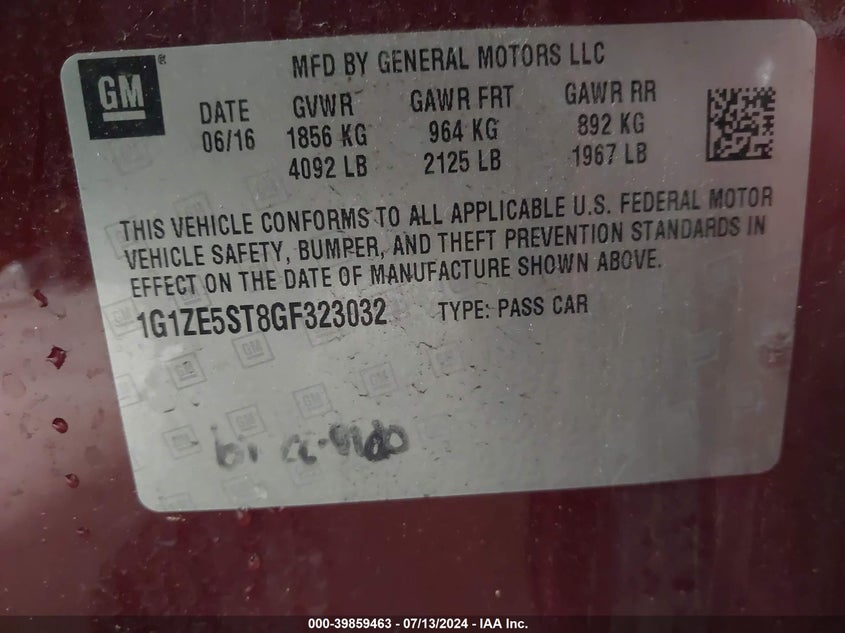 GM
MFD BY GENERAL MOTORS LLC
DATE GVWR GAWR FRT GAWR RR
06/16 1856 KG 964 KG 892 KG
4092 LB 2125 LB 1967 LB
THIS VEHICLE CONFORMS TO ALL APPLICABLE U.S. FEDERAL MOTOR
VEHICLE SAFETY, BUMPER, AND THEFT PREVENTION STANDARDS IN
EFFECT ON THE DATE OF MANUFACTURE SHOWN ABOVE.
1G1ZE5ST8GF323032 TYPE: PASS CAR
000-39859463 - 07/13/2024 - IAA Inc.